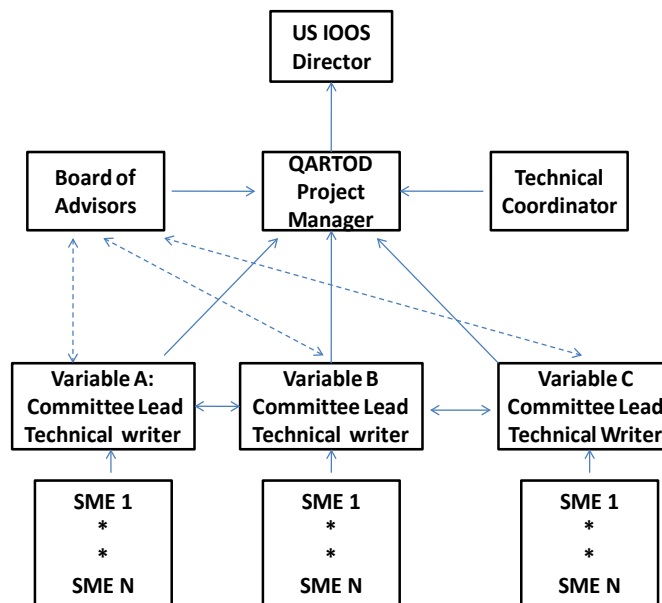 US IOOS
Director
Board of
Advisors
QARTOD
Project
Manager
Technical
Coordinator
Variable A:
Committee Lead
Technical writer
Variable B
Committee Lead
Technical writer
Variable C
Committee Lead
Technical Writer
SME 1
*
*
SME N
SME 1
*
*
SME N
SME 1
*
*
SME N